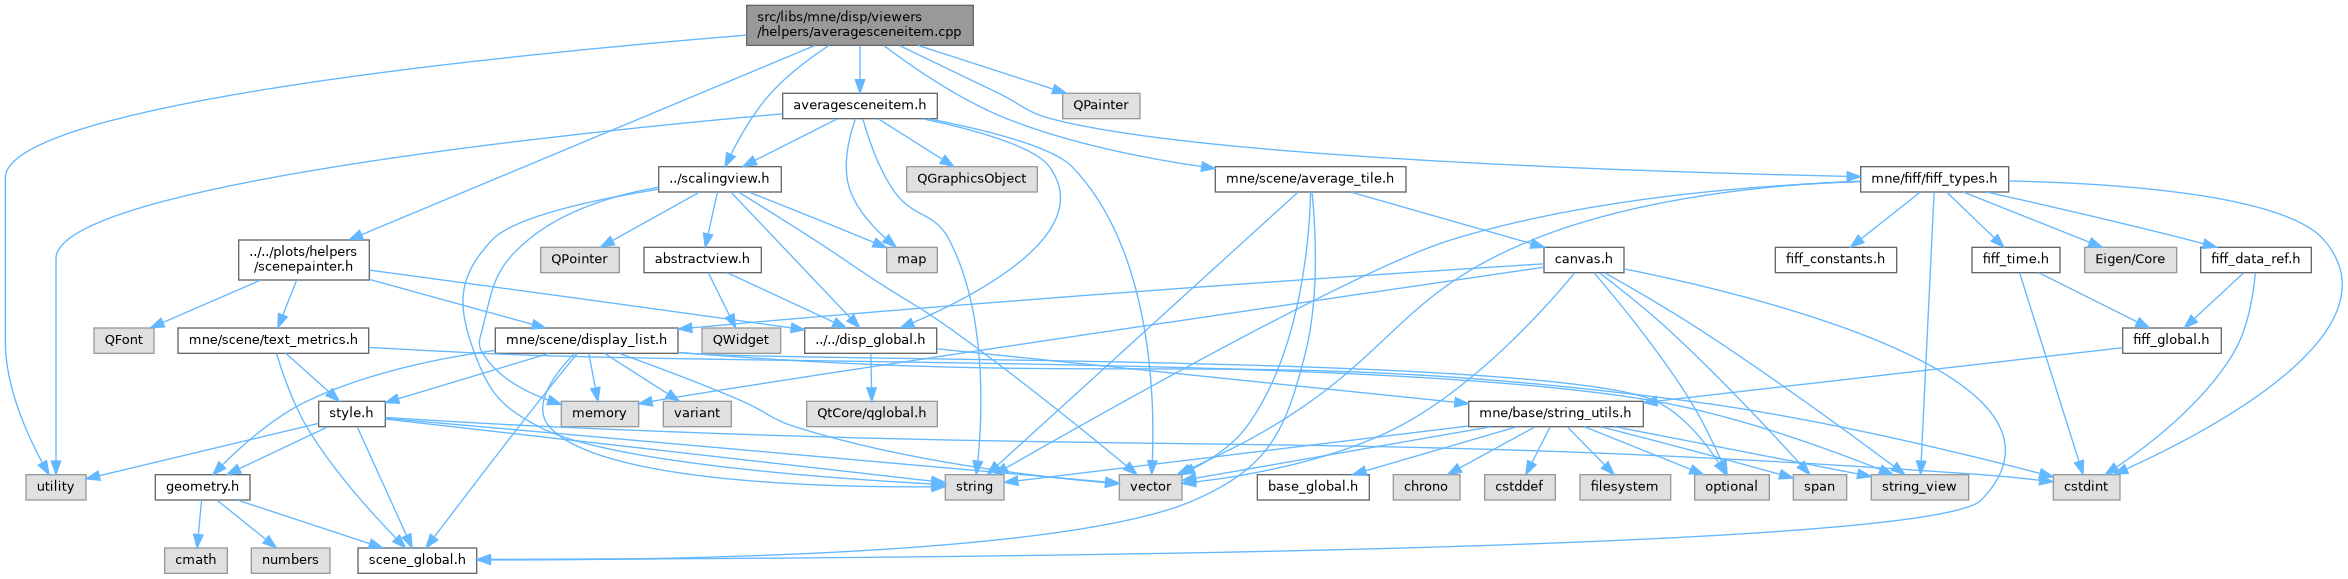 src/libs/mne/disp/viewers
/helpers/averagesceneitem.cpp
averagesceneitem.h
QPainter
../scalingview.h
QGraphicsObject
mne/scene/average_tile.h
mne/fiff/fiff_types.h
../../plots/helpers
/scenepainter.h
QPointer
abstractview.h
map
canvas.h
fiff_constants.h
fiff_time.h
Eigen/Core
fiff_data_ref.h
QFont
mne/scene/text_metrics.h
mne/scene/display_list.h
QWidget
../../disp_global.h
fiff_global.h
style.h
memory
variant
QtCore/qglobal.h
mne/base/string_utils.h
utility
geometry.h
string
vector
base_global.h
chrono
cstddef
filesystem
optional
span
string_view
cstdint
cmath
numbers
scene_global.h